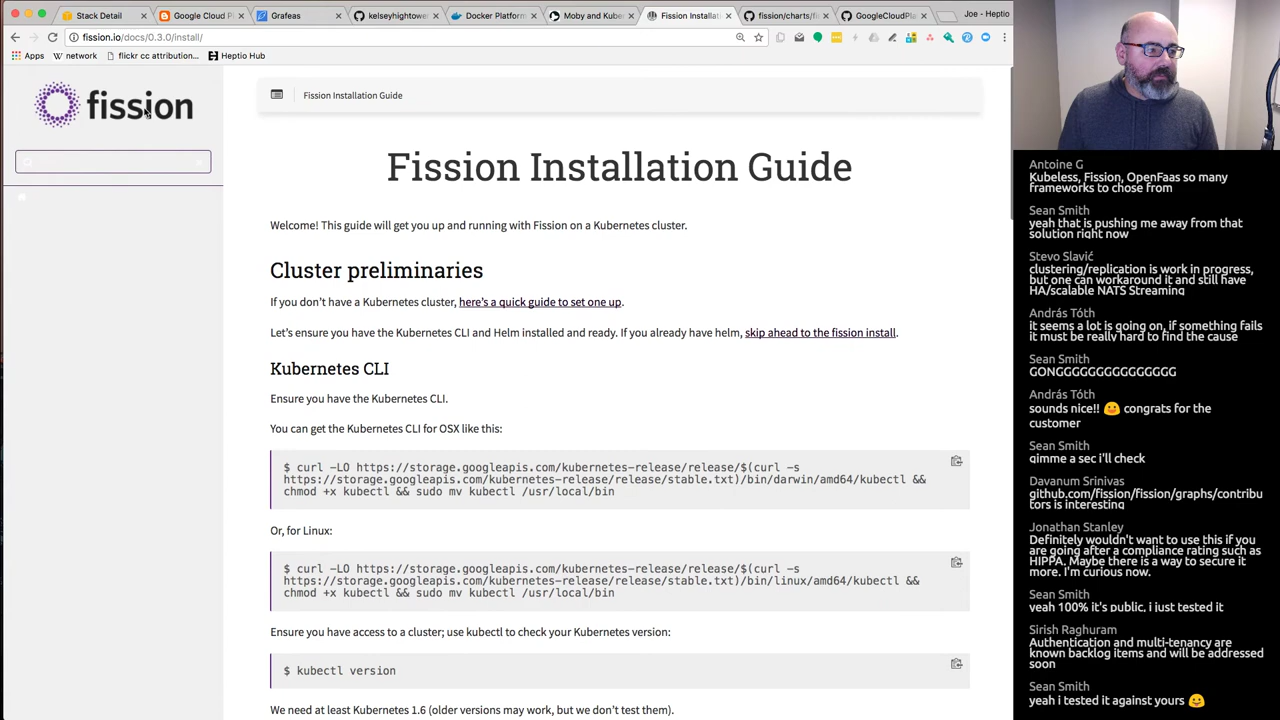 Stack Detail
Google Cloud Pl
Grafeas
kelseyhightowe
Docker Platform
Moby and Kube
Fission Installati
fission/charts/fi
GoogleCloudPla
Joe - Heptio
fission.io/docs/0.3.0/install/
Apps
network
flickr cc attribution...
Heptio Guide
fission
Fission Installation Guide
Fission Installation Guide
Welcome! This guide will get you up and running with Fission on a Kubernetes cluster.
Cluster preliminaries
If you don't have a Kubernetes cluster, here's a quick guide to set one up.
Let's ensure you have the Kubernetes CLI and Helm installed and ready. If you already have helm, skip ahead to the fission install.
Kubernetes CLI
Ensure you have the Kubernetes CLI.
You can get the Kubernetes CLI for OSX like this:
$ curl -LO https://storage.googleapis.com/kubernetes-release/release/$(curl -s
https://storage.googleapis.com/kubernetes-release/release/stable.txt)/bin/darwin/amd64/kubectl &&
chmod +x kubectl && sudo mv kubectl /usr/local/bin
Or, for Linux:
$ curl -LO https://storage.googleapis.com/kubernetes-release/release/$(curl -s
https://storage.googleapis.com/kubernetes-release/release/stable.txt)/bin/linux/amd64/kubectl &&
chmod +x kubectl && sudo mv kubectl /usr/local/bin
Ensure you have access to a cluster; use kubectl to check your Kubernetes version:
$ kubectl version
We need at least Kubernetes 1.6 (older versions may work, but we don't test them).
Antoine G
Kubeless, Fission, OpenFaas so many
frameworks to chose from
Sean Smith
yeah that is pushing me away from that
solution right now
Stevo Slavić
clustering/replication is work in progress,
but one can workaround it and still have
HA/scalable NATS Streaming
András Tóth
it seems a lot is going on, if something fails
it must be really hard to find the cause
Sean Smith
GONGGGGGGGGGGGGGGG
András Tóth
sounds nice!! 🙂 congrats for the
customer
Sean Smith
gimme a sec i'll check
Davanum Srinivas
github.com/fission/fission/graphs/contribu
tors is interesting
Jonathan Stanley
Definitely wouldn't want to use this if you
are going after a compliance rating such as
HIPPA. Maybe there is a way to secure it
more. I'm curious now.
Sean Smith
yeah 100% it's public. i just tested it
Sirish Raghuram
Authentication and multi-tenancy are
known backlog items and will be addressed
soon
Sean Smith
yeah i tested it against yours 🙂